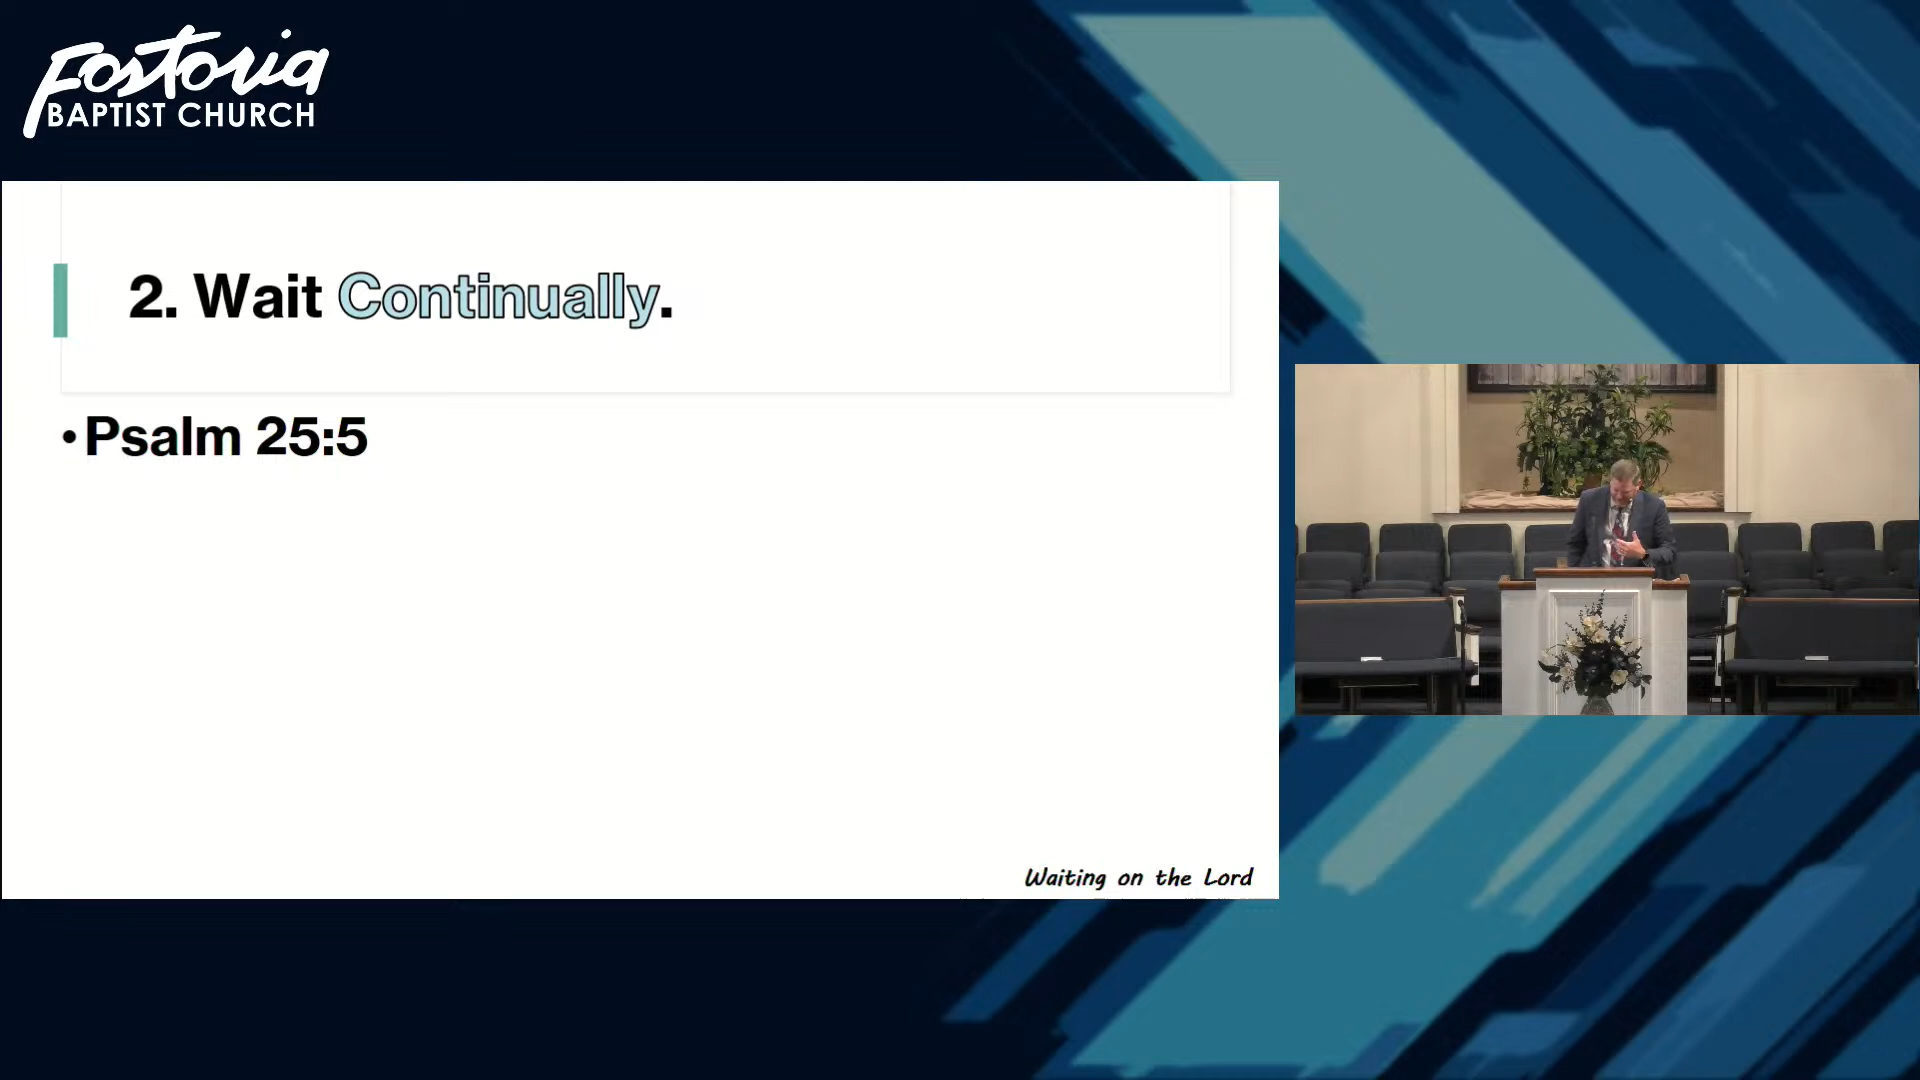 Fostoria
BAPTIST CHURCH
2. Wait Continually.
• Psalm 25:5
Waiting on the Lord